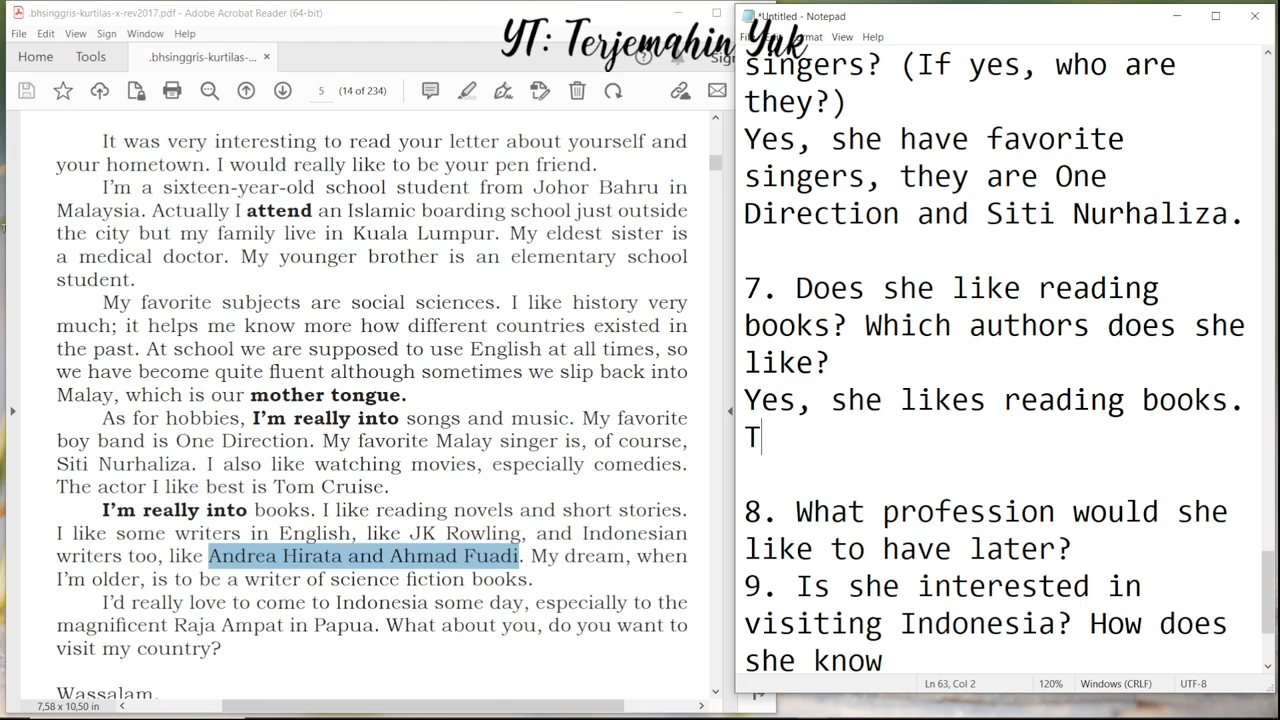 .bhsinggris-kurtilas-x-rev2017.pdf - Adobe Acrobat Reader (64-bit)
File Edit View Sign Window Help
Home Tools .bhsinggris-kurtilas-... × Sign
5 (14 of 234)
YT: Terjemahin Yuk
It was very interesting to read your letter about yourself and
your hometown. I would really like to be your pen friend.
I'm a sixteen-year-old school student from Johor Bahru in
Malaysia. Actually I attend an Islamic boarding school just outside
the city but my family live in Kuala Lumpur. My eldest sister is
a medical doctor. My younger brother is an elementary school
student.
My favorite subjects are social sciences. I like history very
much; it helps me know more how different countries existed in
the past. At school we are supposed to use English at all times, so
we have become quite fluent although sometimes we slip back into
Malay, which is our mother tongue.
As for hobbies, I'm really into songs and music. My favorite
boy band is One Direction. My favorite Malay singer is, of course,
Siti Nurhaliza. I also like watching movies, especially comedies.
The actor I like best is Tom Cruise.
I'm really into books. I like reading novels and short stories.
I like some writers in English, like JK Rowling, and Indonesian
writers too, like Andrea Hirata and Ahmad Fuadi. My dream, when
I'm older, is to be a writer of science fiction books.
I'd really love to come to Indonesia some day, especially to the
magnificent Raja Ampat in Papua. What about you, do you want to
visit my country?
Wassalam,
7,58 x 10,50 in
*Untitled - Notepad
File Edit Format View Help
singers? (If yes, who are
they?)
Yes, she have favorite
singers, they are One
Direction and Siti Nurhaliza.
7. Does she like reading
books? Which authors does she
like?
Yes, she likes reading books.
T
8. What profession would she
like to have later?
9. Is she interested in
visiting Indonesia? How does
she know
Ln 63, Col 2 120% Windows (CRLF) UTF-8